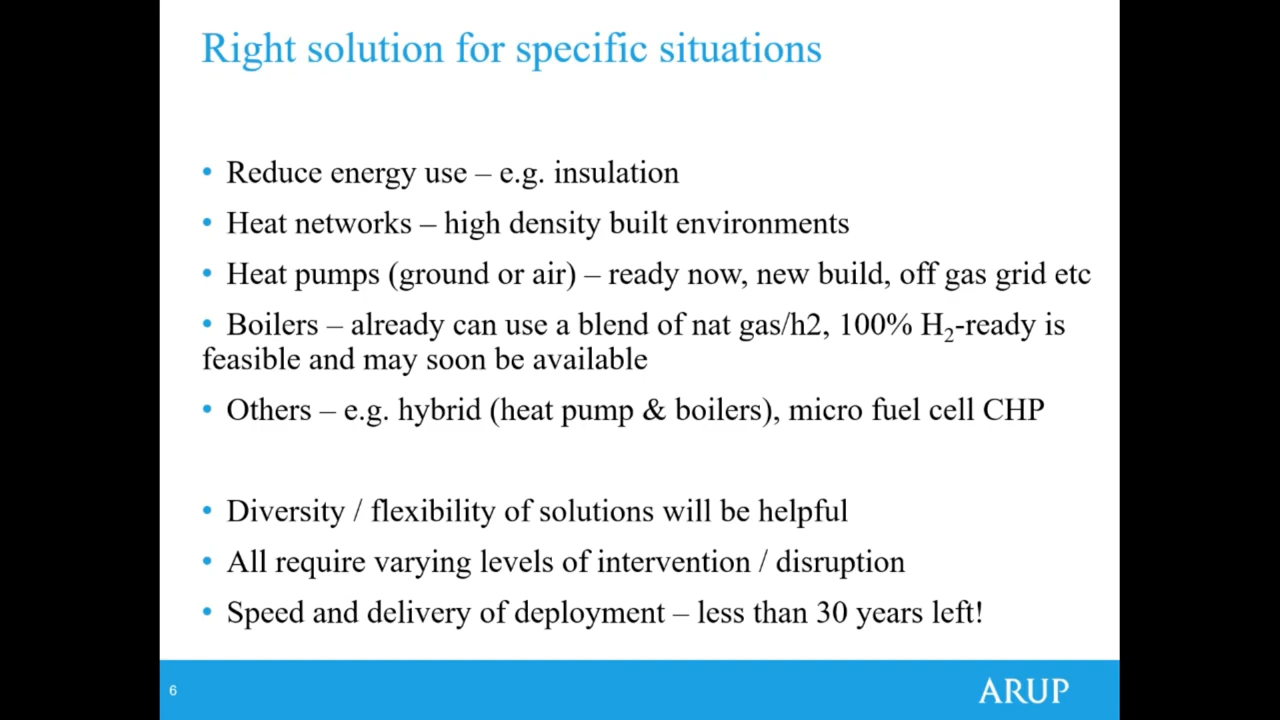 Right solution for specific situations
• Reduce energy use – e.g. insulation
• Heat networks – high density built environments
• Heat pumps (ground or air) – ready now, new build, off gas grid etc
• Boilers – already can use a blend of nat gas/h2, 100% H₂-ready is
feasible and may soon be available
• Others – e.g. hybrid (heat pump & boilers), micro fuel cell CHP
• Diversity / flexibility of solutions will be helpful
• All require varying levels of intervention / disruption
• Speed and delivery of deployment – less than 30 years left!
6
ARUP